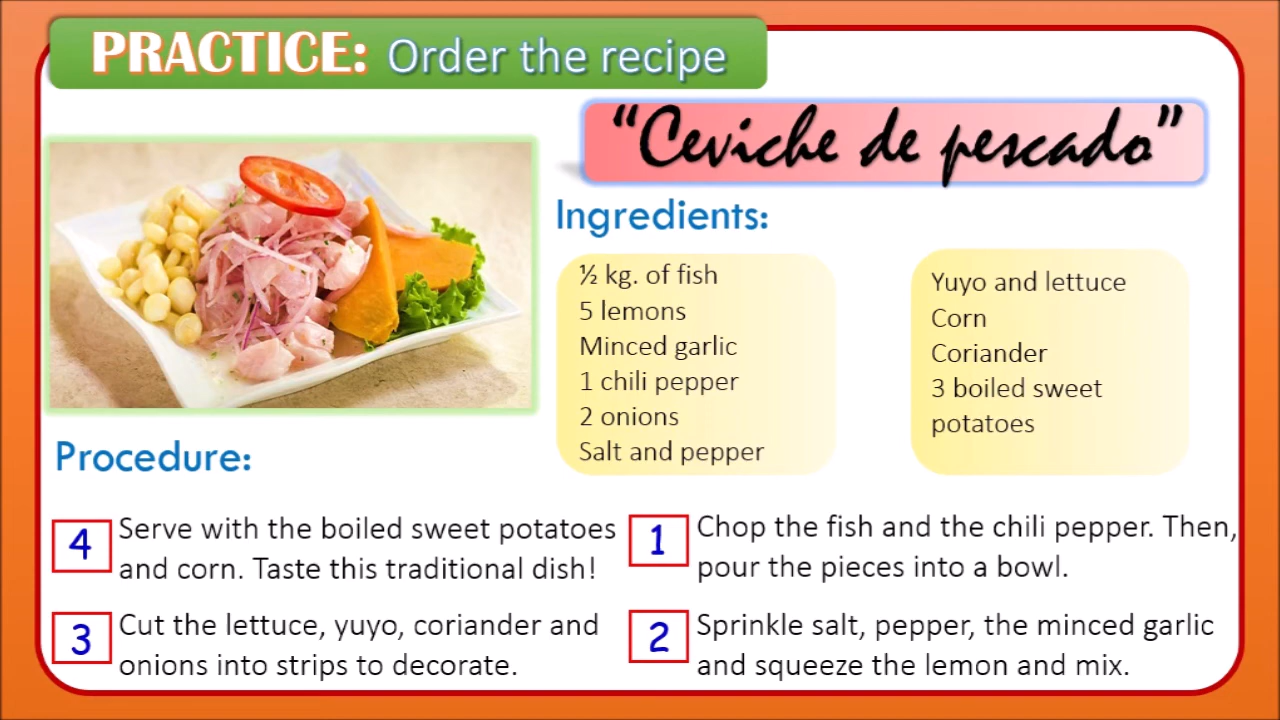 PRACTICE: Order the recipe
“Ceviche de pescado”
Ingredients:
½ kg. of fish
5 lemons
Minced garlic
1 chili pepper
2 onions
Salt and pepper
Yuyo and lettuce
Corn
Coriander
3 boiled sweet
potatoes
Procedure:
4
Serve with the boiled sweet potatoes
and corn. Taste this traditional dish!
1
Chop the fish and the chili pepper. Then,
pour the pieces into a bowl.
3
Cut the lettuce, yuyo, coriander and
onions into strips to decorate.
2
Sprinkle salt, pepper, the minced garlic
and squeeze the lemon and mix.